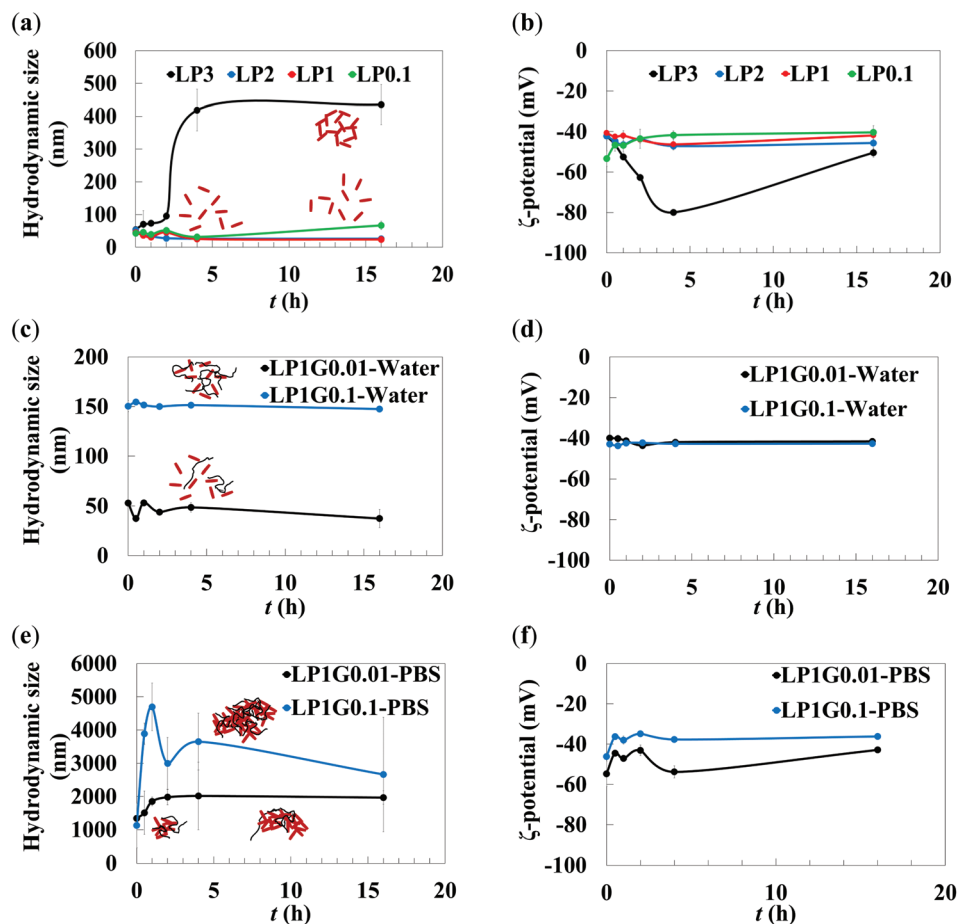 (a)
600
500
400
300
200
100
0
Hydrodynamic size
(nm)
LP3 LP2 LP1 LP0.1
0 5 10 15 20
t (h)
(b)
0
-20
-40
-60
-80
-100
ζ-potential (mV)
LP3 LP2 LP1 LP0.1
0 5 10 15 20
t (h)
(c)
200
150
100
50
0
Hydrodynamic size
(nm)
LP1G0.01-Water
LP1G0.1-Water
0 5 10 15 20
t (h)
(d)
0
-20
-40
-60
-80
-100
ζ-potential (mV)
LP1G0.01-Water
LP1G0.1-Water
0 5 10 15 20
t (h)
(e)
6000
5000
4000
3000
2000
1000
0
Hydrodynamic size
(nm)
LP1G0.01-PBS
LP1G0.1-PBS
0 5 10 15 20
t (h)
(f)
0
-20
-40
-60
-80
-100
ζ-potential (mV)
LP1G0.01-PBS
LP1G0.1-PBS
0 5 10 15 20
t (h)